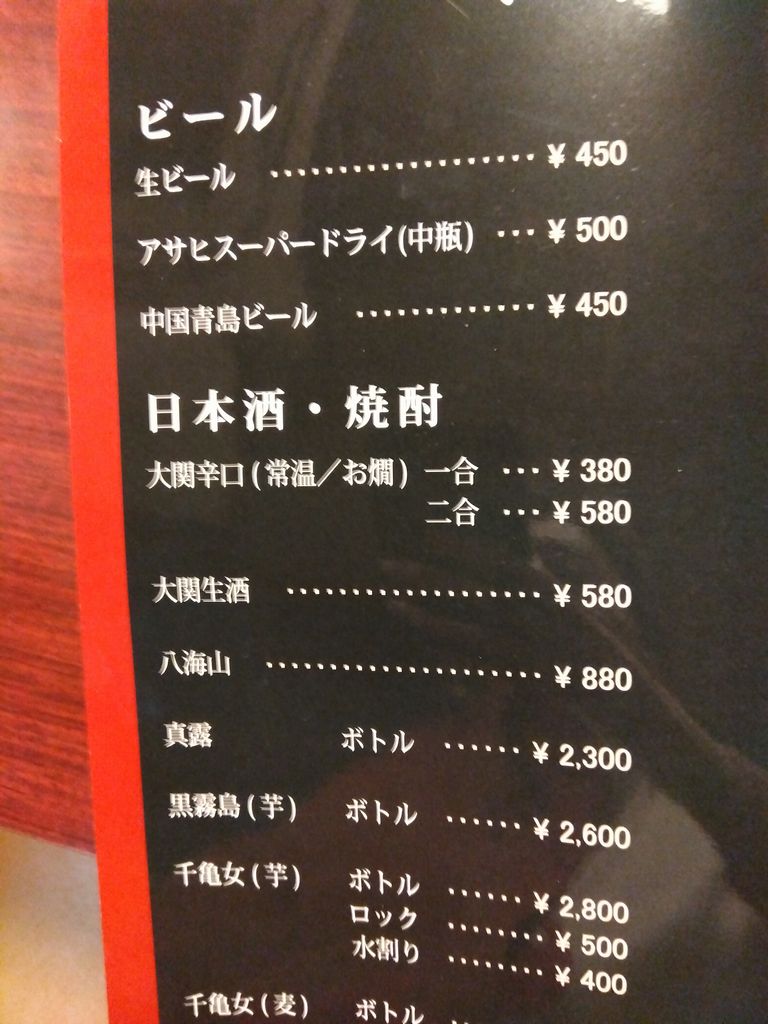 ビール
生ビール ・・・・・・・・・・・・・・・・・・・・ ¥ 450
アサヒスーパードライ(中瓶) ・・・ ¥ 500
中国青島ビール ・・・・・・・・・・・・・・ ¥ 450
日本酒・焼酎
大関辛口(常温／お燗) 一合 ・・・ ¥ 380
二合 ・・・ ¥ 580
大関生酒 ・・・・・・・・・・・・・・・・・・・・ ¥ 580
八海山 ・・・・・・・・・・・・・・・・・・・・・・ ¥ 880
真露 ボトル ・・・・・・ ¥ 2,300
黒霧島(芋) ボトル ・・・・・・ ¥ 2,600
千亀女(芋) ボトル ・・・・・・ ¥ 2,800
ロック ・・・・・・・・ ¥ 500
水割り ・・・・・・・・ ¥ 400
千亀女(麦) ボトル